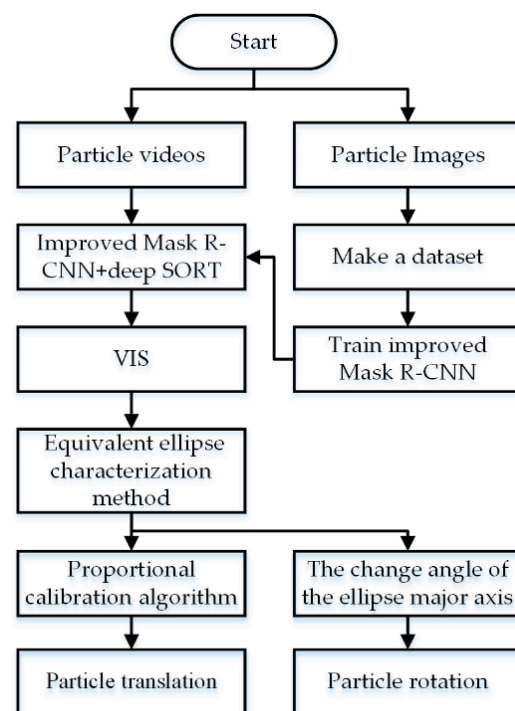 Start
Particle videos
Particle Images
Improved Mask R-
CNN+deep SORT
Make a dataset
VIS
Train improved
Mask R-CNN
Equivalent ellipse
characterization
method
Proportional
calibration algorithm
The change angle of
the ellipse major axis
Particle translation
Particle rotation